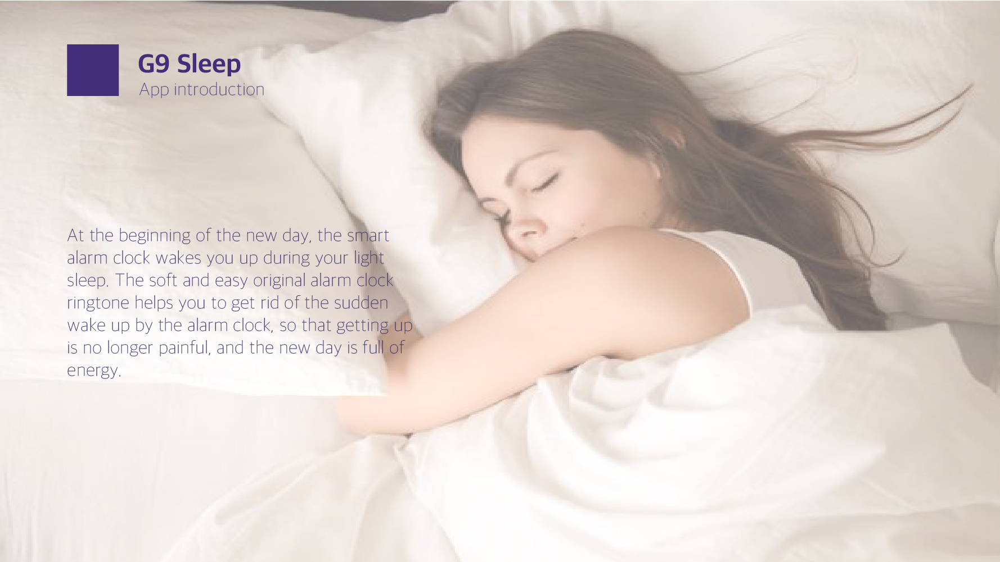 G9 Sleep
App introduction
At the beginning of the new day, the smart
alarm clock wakes you up during your light
sleep. The soft and easy original alarm clock
ringtone helps you to get rid of the sudden
wake up by the alarm clock, so that getting up
is no longer painful, and the new day is full of
energy.